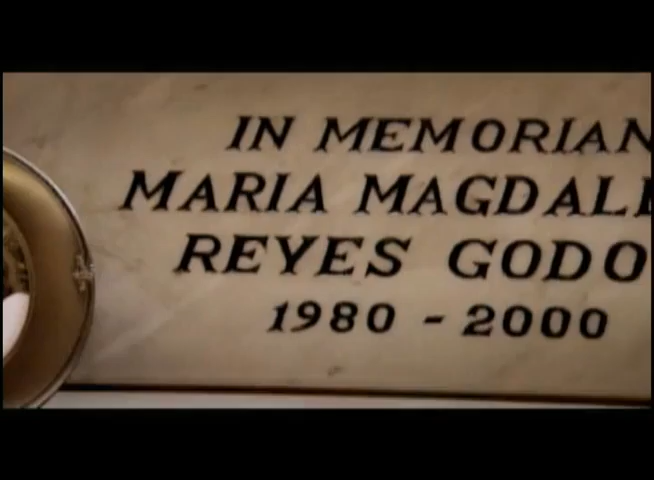 IN MEMORIAN
MARIA MAGDALE
REYES GODO
1980 - 2000